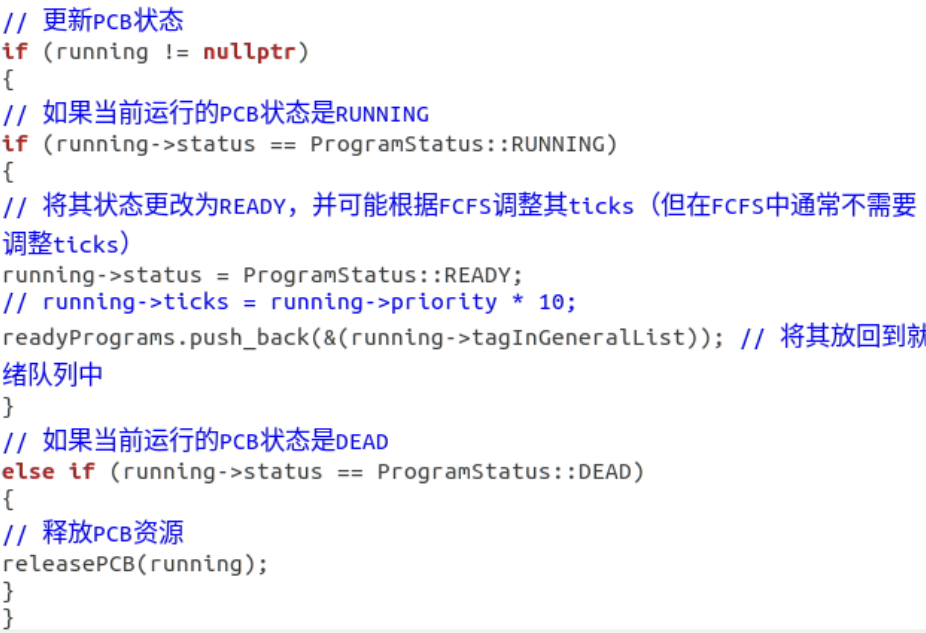 // 更新PCB状态
if (running != nullptr)
{
// 如果当前运行的PCB状态是RUNNING
if (running->status == ProgramStatus::RUNNING)
{
// 将其状态更改为READY，并可能根据FCFS调整其ticks（但在FCFS中通常不需要
调整ticks）
running->status = ProgramStatus::READY;
// running->ticks = running->priority * 10;
readyPrograms.push_back(&(running->tagInGeneralList)); // 将其放回到就
绪队列中
}
// 如果当前运行的PCB状态是DEAD
else if (running->status == ProgramStatus::DEAD)
{
// 释放PCB资源
releasePCB(running);
}
}